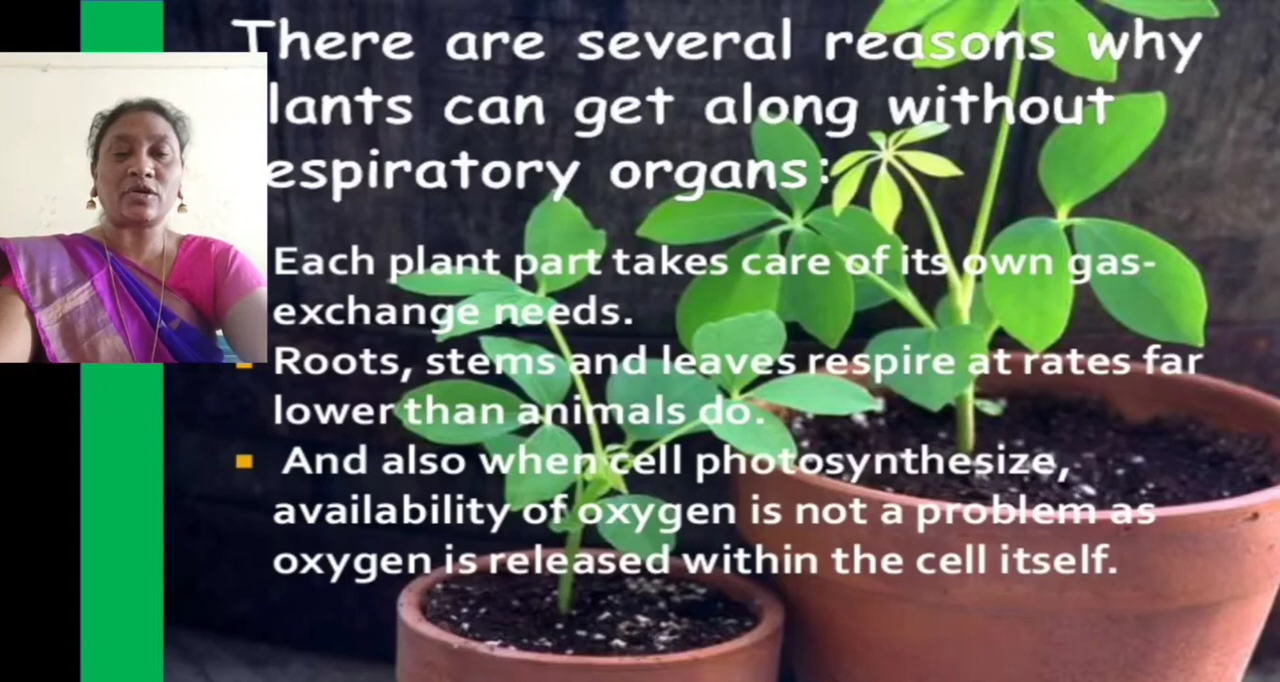 There are several reasons why
lants can get along without
espiratory organs:
Each plant part takes care of its own gas-
exchange needs.
Roots, stems and leaves respire at rates far
lower than animals do.
And also when cell photosynthesize,
availability of oxygen is not a problem as
oxygen is released within the cell itself.